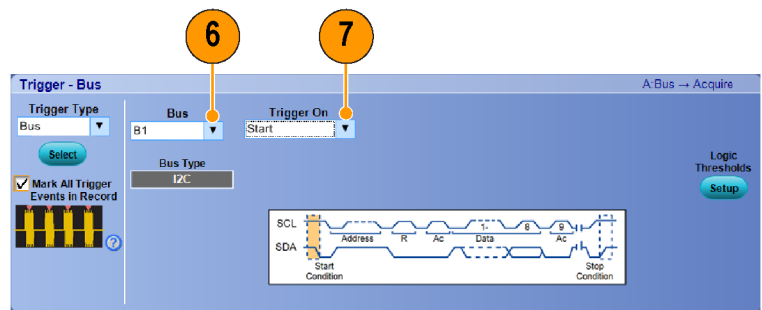 6
7
Trigger - Bus
A:Bus → Acquire
Trigger Type
Bus
Select
Mark All Trigger
Events in Record
Bus
B1
Trigger On
Start
Bus Type
I2C
Logic
Thresholds
Setup
SCL
SDA
Address
R
Ac
1-
Data
8
9
Ac
Start
Condition
Stop
Condition
?